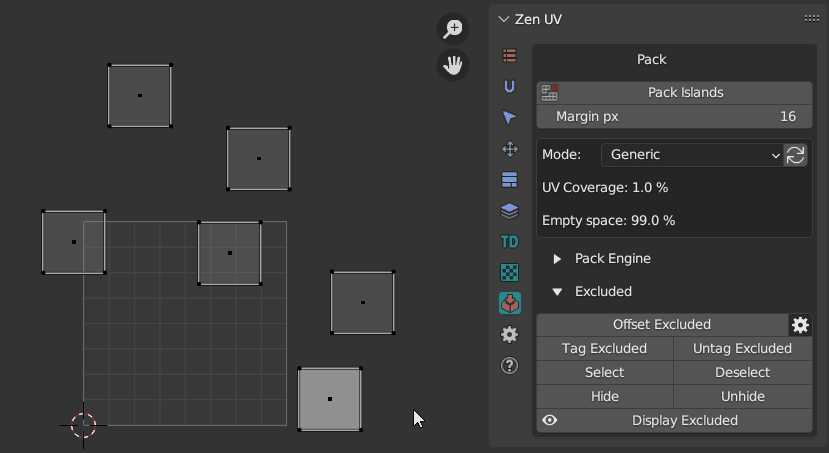 Zen UV
Pack
Pack Islands
Margin px 16
Mode: Generic
UV Coverage: 1.0 %
Empty space: 99.0 %
Pack Engine
Excluded
Offset Excluded
Tag Excluded Untag Excluded
Select Deselect
Hide Unhide
Display Excluded
TD